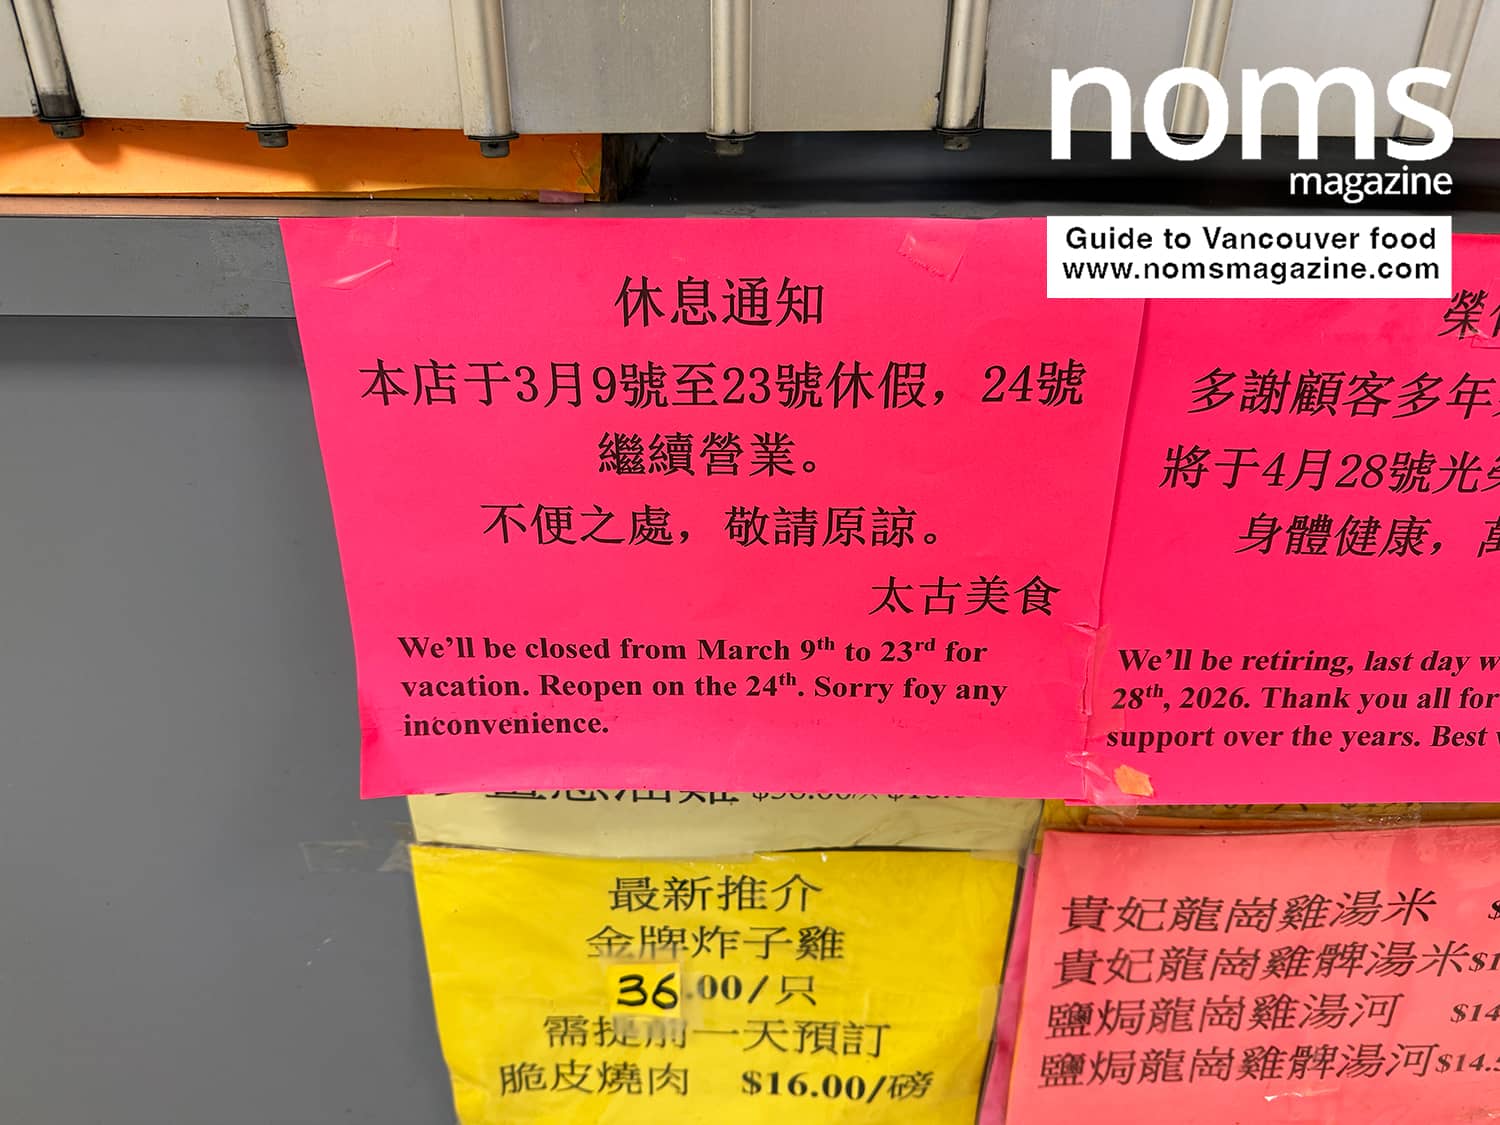 noms
magazine
Guide to Vancouver food
www.nomsmagazine.com
休息通知
本店于3月9號至23號休假，24號
繼續營業。
不便之處，敬請原諒。
太古美食
We'll be closed from March 9th to 23rd for
vacation. Reopen on the 24th. Sorry foy any
inconvenience.
榮
多謝顧客多年
將于4月28號光
身體健康，萬
We'll be retiring, last day w
28th, 2026. Thank you all for
support over the years. Best
最新推介
金牌炸子雞
36.00/只
需提前一天預訂
脆皮燒肉 $16.00/磅
貴妃龍崗雞湯米 $
貴妃龍崗雞髀湯米$1
鹽焗龍崗雞湯河 $14
鹽焗龍崗雞髀湯河$14.5